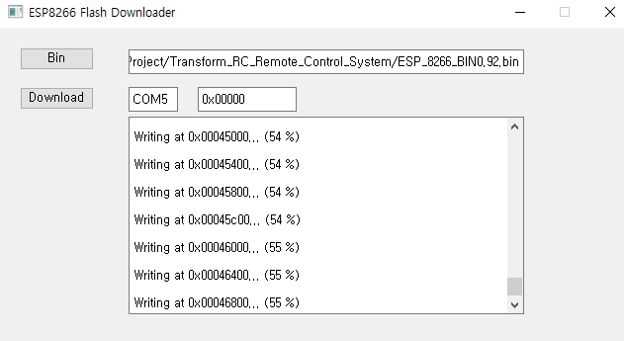 ESP8266 Flash Downloader
Bin
Project/Transform_RC_Remote_Control_System/ESP_8266_BIN0.92.bin
Download
COM5
0x00000
Writing at 0x00045000... (54 %)
Writing at 0x00045400... (54 %)
Writing at 0x00045800... (54 %)
Writing at 0x00045c00... (54 %)
Writing at 0x00046000... (55 %)
Writing at 0x00046400... (55 %)
Writing at 0x00046800... (55 %)